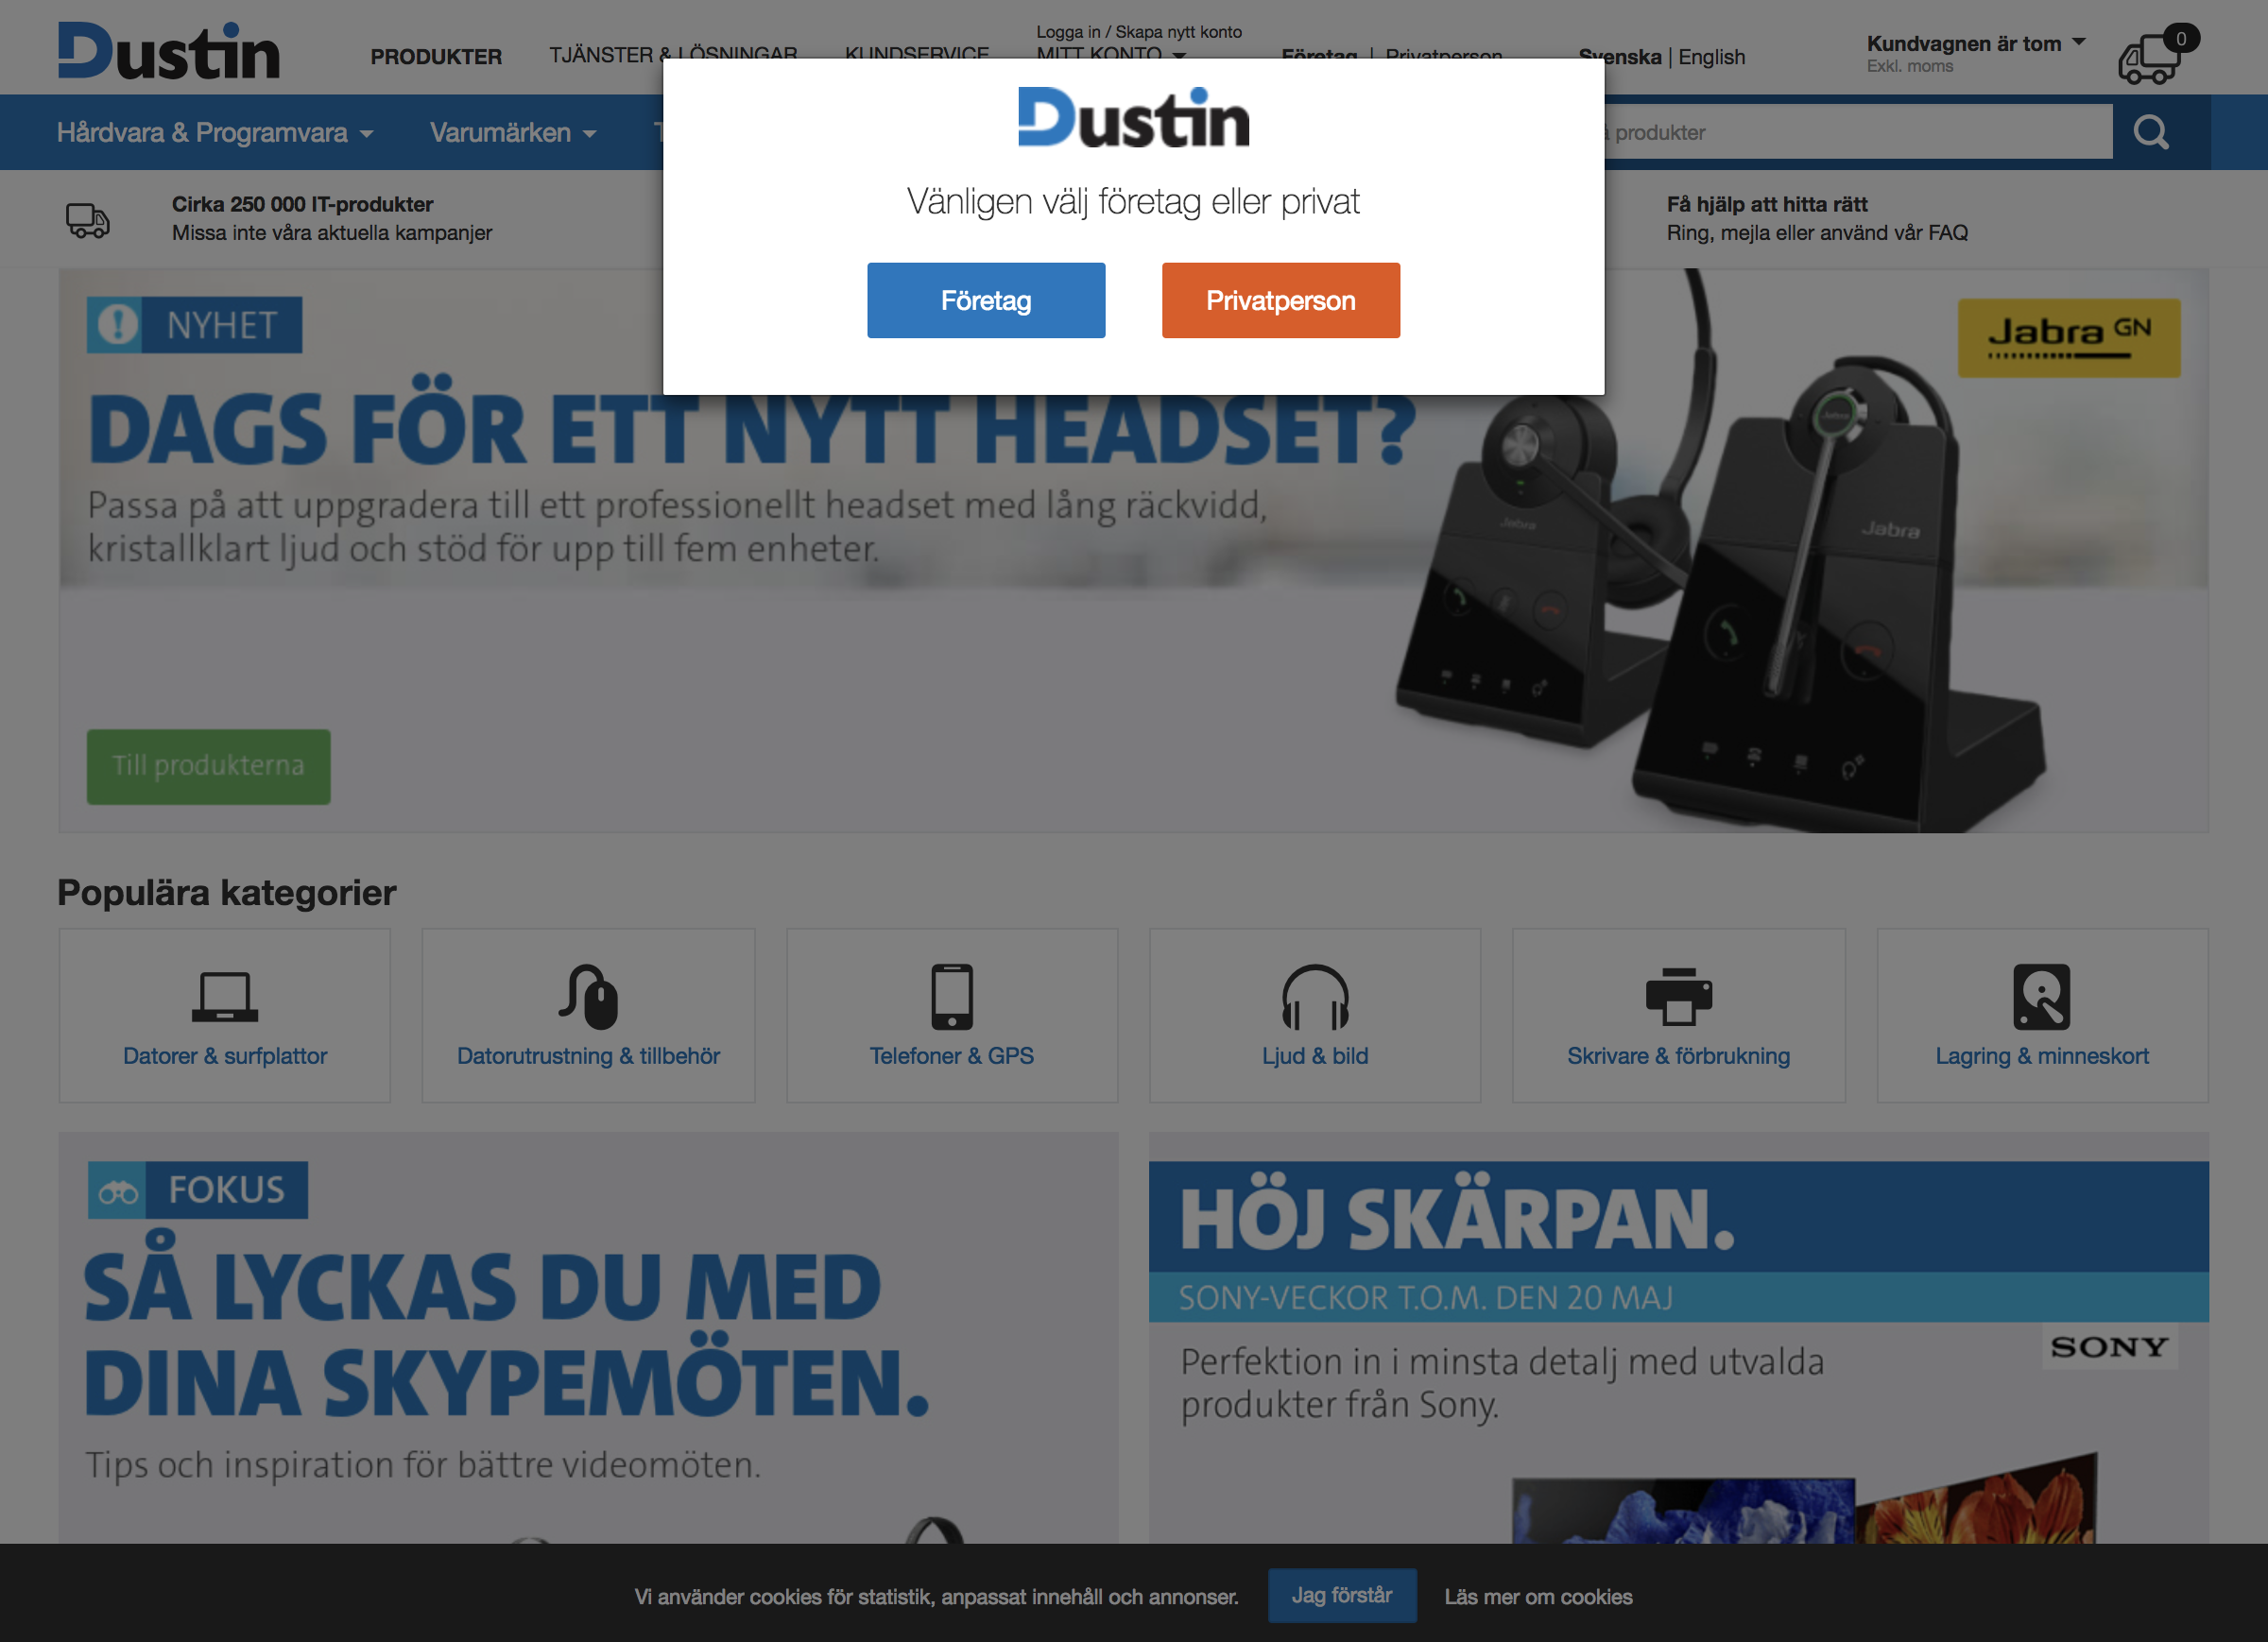 Dustin
PRODUKTER
TJÄNSTER & LÖSNINGAR
KUNDSERVICE
Logga in / Skapa nytt konto
MITT KONTO
Företag | Privatperson
Svenska | English
Kundvagnen är tom
Exkl. moms
0
Hårdvara & Programvara
Varumärken
produkter
Dustin
Vänligen välj företag eller privat
Företag
Privatperson
Cirka 250 000 IT-produkter
Missa inte våra aktuella kampanjer
Få hjälp att hitta rätt
Ring, mejla eller använd vår FAQ
NYHET
Jabra GN
DAGS FÖR ETT NYTT HEADSET?
Passa på att uppgradera till ett professionellt headset med lång räckvidd,
kristallklart ljud och stöd för upp till fem enheter.
Jabra
Jabra
Jabra
Till produkterna
Populära kategorier
Datorer & surfplattor
Datorutrustning & tillbehör
Telefoner & GPS
Ljud & bild
Skrivare & förbrukning
Lagring & minneskort
FOKUS
SÅ LYCKAS DU MED
DINA SKYPEMÖTEN.
Tips och inspiration för bättre videomöten.
HÖJ SKÄRPAN.
SONY-VECKOR T.O.M. DEN 20 MAJ
SONY
Perfektion in i minsta detalj med utvalda
produkter från Sony.
Vi använder cookies för statistik, anpassat innehåll och annonser.
Jag förstår
Läs mer om cookies